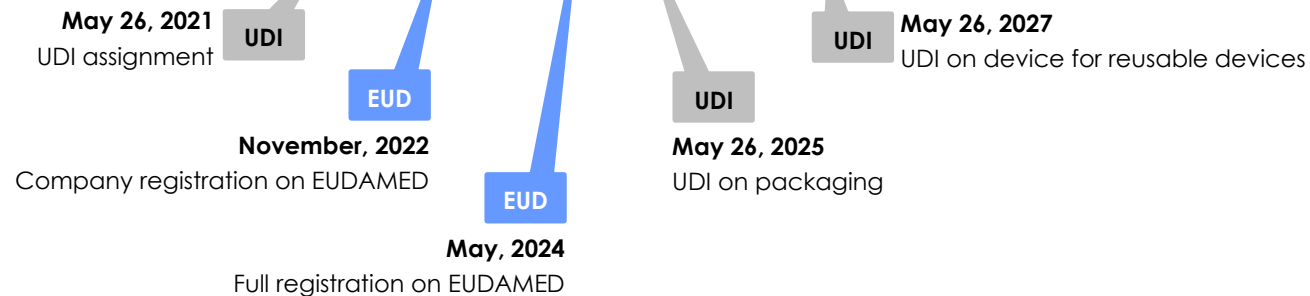 May 26, 2021
UDI assignment
UDI
EUD
November, 2022
Company registration on EUDAMED
EUD
May, 2024
Full registration on EUDAMED
UDI
May 26, 2025
UDI on packaging
UDI
May 26, 2027
UDI on device for reusable devices